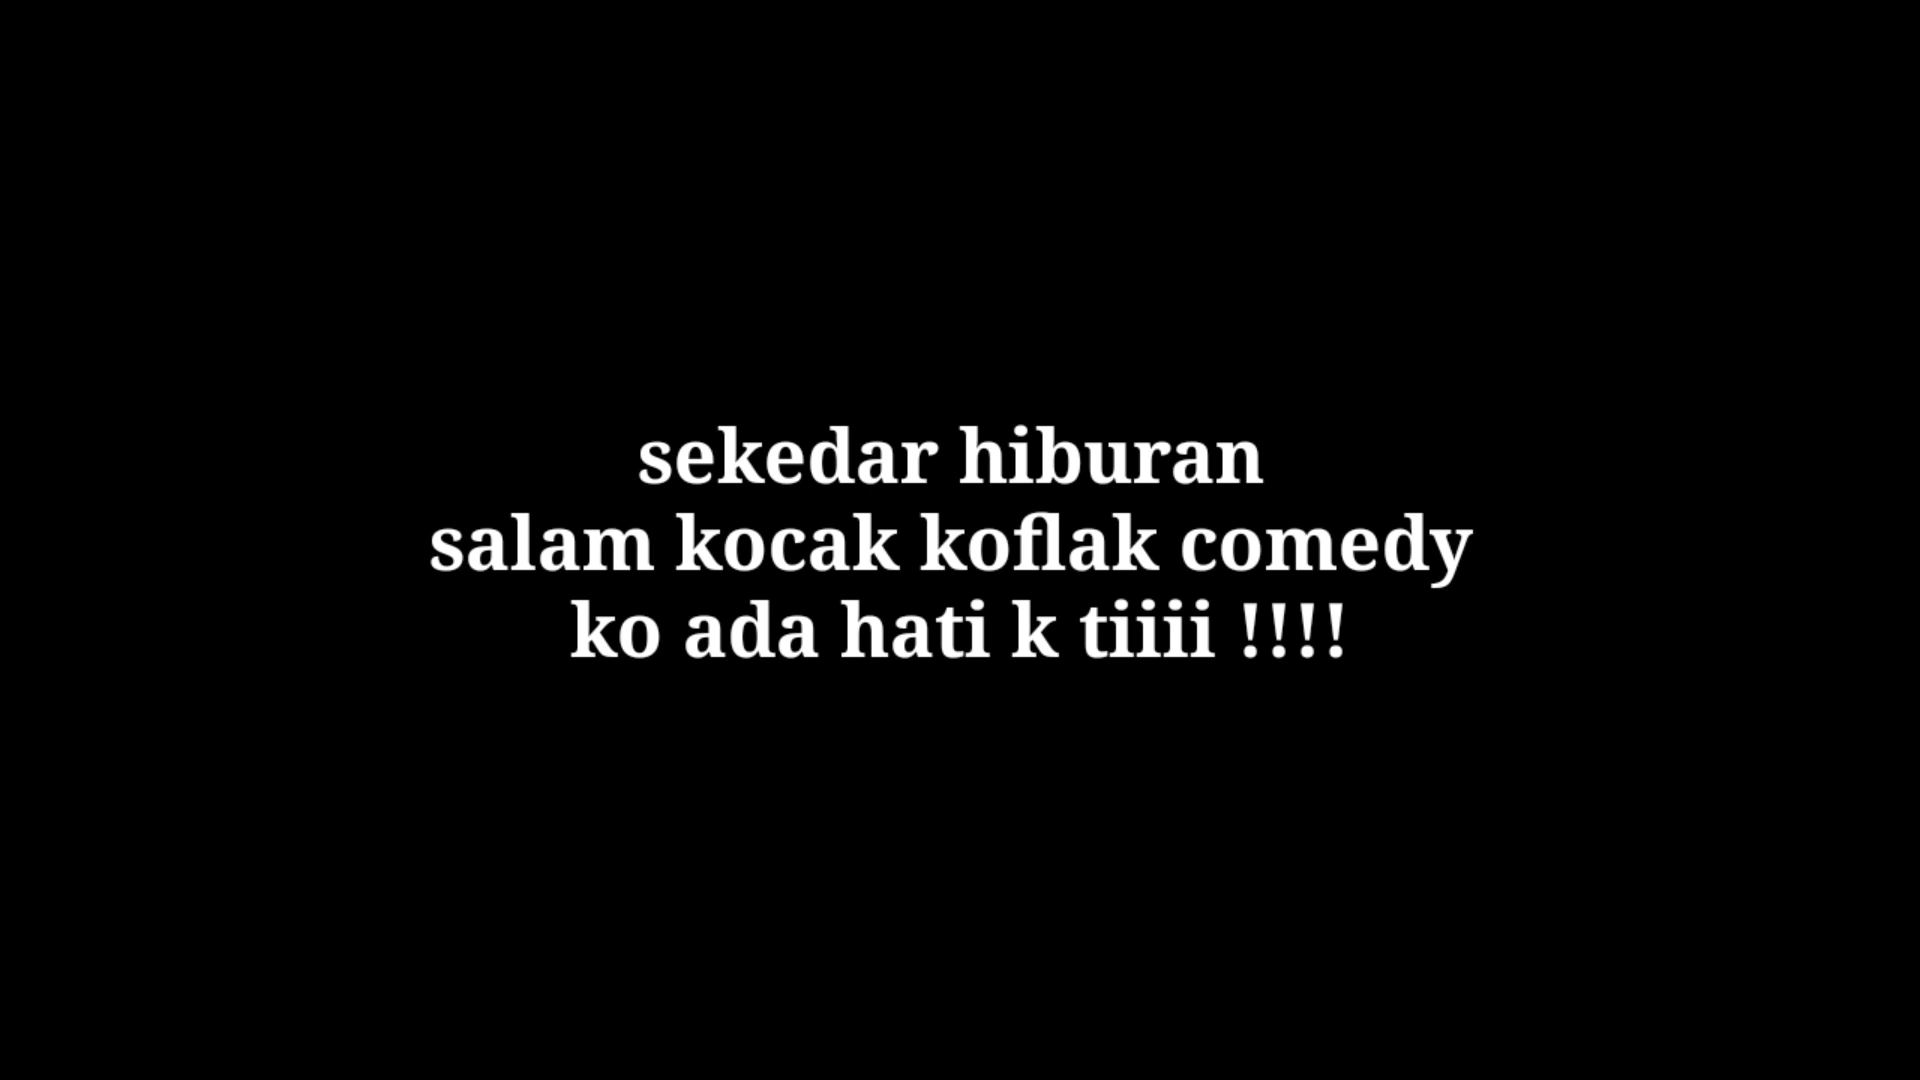 sekedar hiburan
salam kocak koflak comedy
ko ada hati k tiiii !!!!